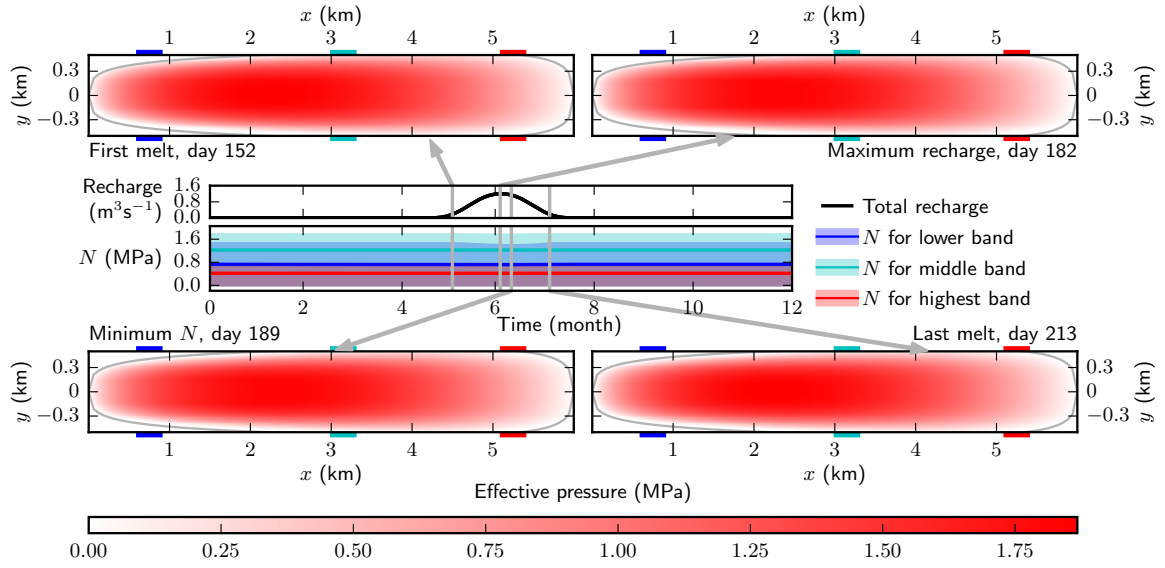 x (km) x (km)
1 2 3 4 5 1 2 3 4 5
y (km) 0.3 0 −0.3 0.3 0 −0.3 y (km)
First melt, day 152 Maximum recharge, day 182
Recharge (m³s⁻¹) 1.6 0.8 0.0
N (MPa) 1.6 0.8 0.0
0 2 4 6 8 10 12
Time (month)
Total recharge
N for lower band
N for middle band
N for highest band
Minimum N, day 189 Last melt, day 213
y (km) 0.3 0 −0.3 0.3 0 −0.3 y (km)
1 2 3 4 5 1 2 3 4 5
x (km) x (km)
Effective pressure (MPa)
0.00 0.25 0.50 0.75 1.00 1.25 1.50 1.75